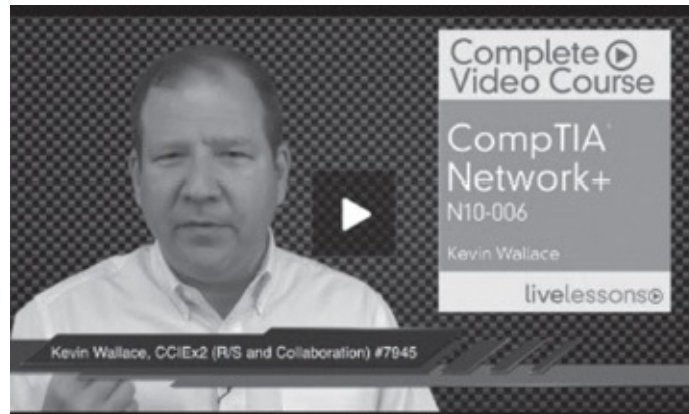 Complete
Video Course
CompTIA
Network+
N10-006
Kevin Wallace
livelessons
Kevin Wallace, CCIEx2 (R/S and Collaboration) #7945